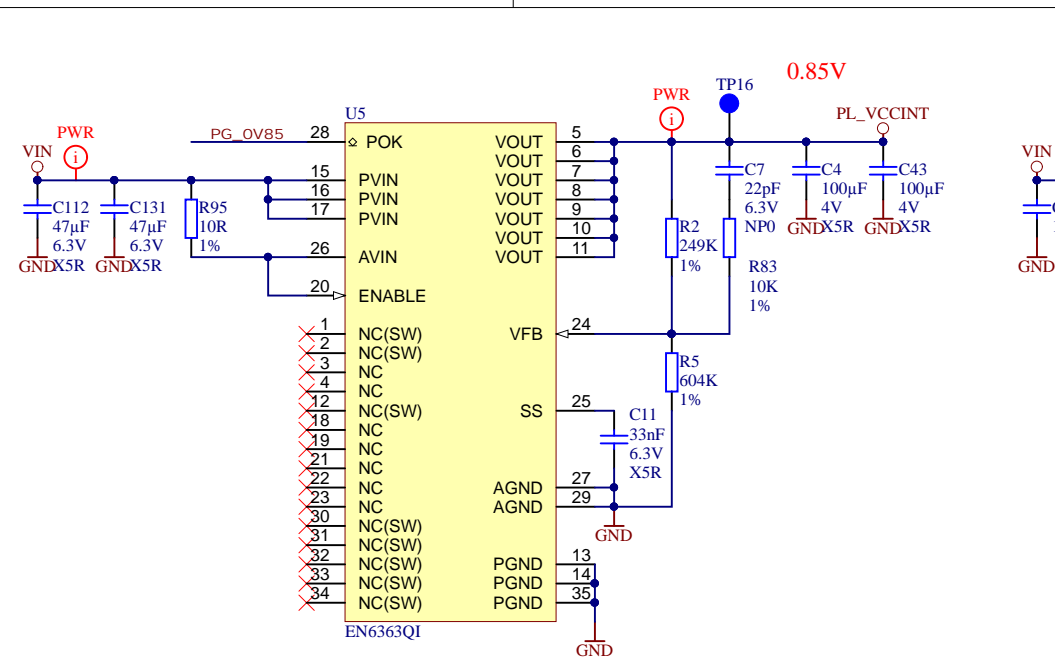 0.85V
TP16
PWR
PL_VCCINT
U5
PWR
VIN
PG_0V85
28
POK
VOUT
5
VOUT
6
15
PVIN
VOUT
7
16
PVIN
VOUT
8
17
PVIN
VOUT
9
VOUT
10
26
AVIN
VOUT
11
20
ENABLE
C112
47µF
6.3V
X5R
GND
C131
47µF
6.3V
X5R
GND
R95
10R
1%
R2
249K
1%
C7
22pF
6.3V
NP0
R83
10K
1%
C4
100µF
4V
X5R
GND
C43
100µF
4V
X5R
GND
VIN
GND
1
NC(SW)
VFB
24
2
NC(SW)
3
NC
4
NC
12
NC(SW)
SS
25
18
NC
19
NC
21
NC
22
NC
AGND
27
23
NC
AGND
29
30
NC(SW)
31
NC(SW)
32
NC(SW)
PGND
13
33
NC(SW)
PGND
14
34
NC(SW)
PGND
35
R5
604K
1%
C11
33nF
6.3V
X5R
GND
GND
EN6363QI